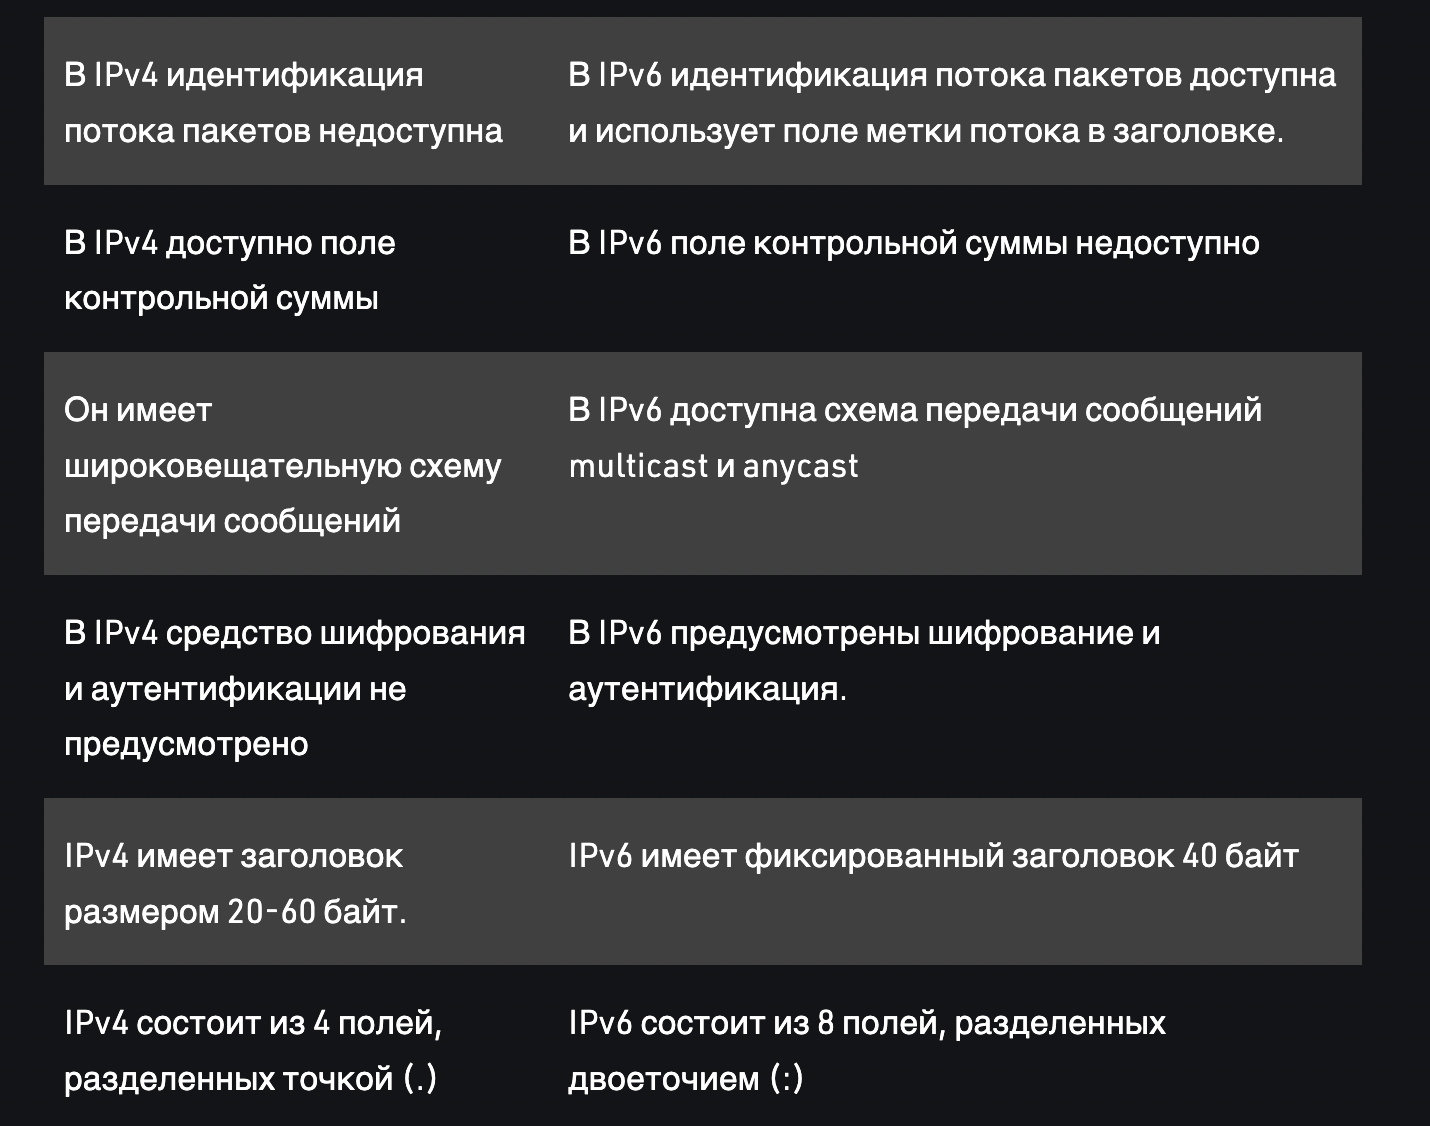 В IPv4 идентификация
потока пакетов недоступна
В IPv6 идентификация потока пакетов доступна
и использует поле метки потока в заголовке.
В IPv4 доступно поле
контрольной суммы
В IPv6 поле контрольной суммы недоступно
Он имеет
широковещательную схему
передачи сообщений
В IPv6 доступна схема передачи сообщений
multicast и anycast
В IPv4 средство шифрования
и аутентификации не
предусмотрено
В IPv6 предусмотрены шифрование и
аутентификация.
IPv4 имеет заголовок
размером 20-60 байт.
IPv6 имеет фиксированный заголовок 40 байт
IPv4 состоит из 4 полей,
разделенных точкой (.)
IPv6 состоит из 8 полей, разделенных
двоеточием (:)